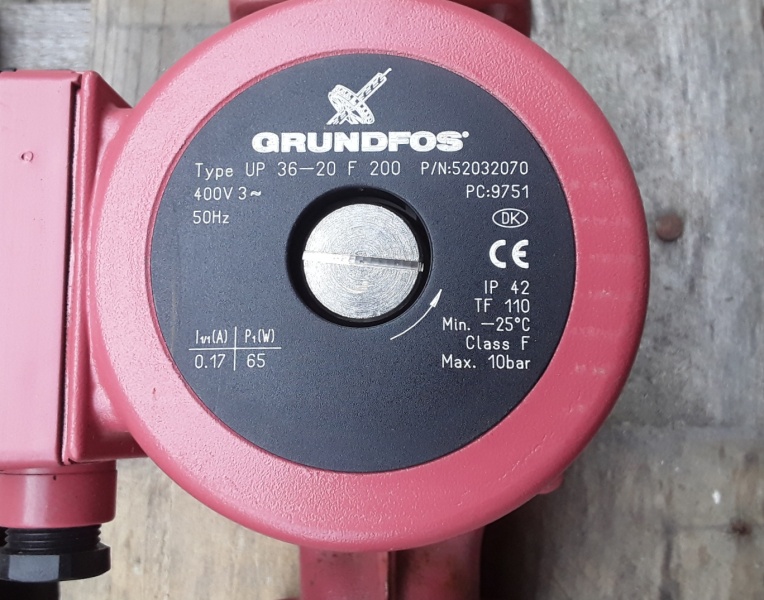 GRUNDFOS
Type UP 36-20 F 200 P/N:52032070
400V 3~ PC:9751
50Hz DK
CE
IP 42
TF 110
Min. -25°C
I1/1(A) P1(W) Class F
0.17 65 Max. 10bar